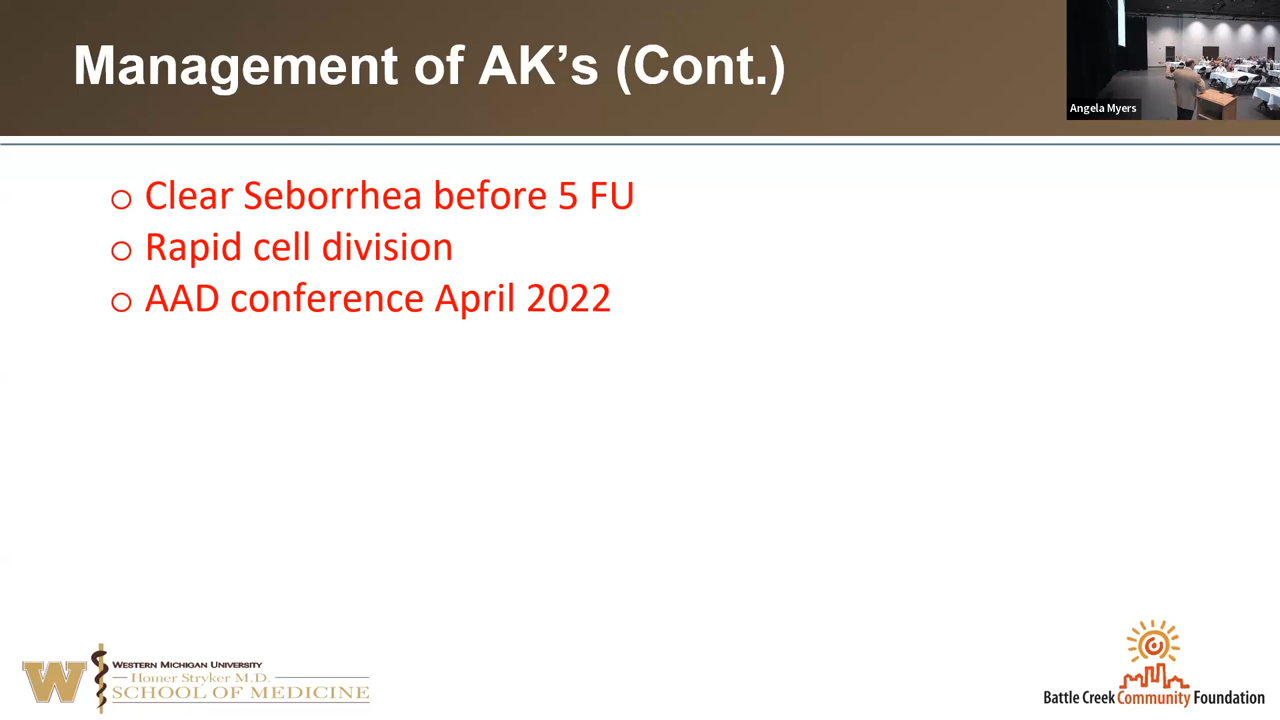 Management of AK's (Cont.)
Angela Myers
o Clear Seborrhea before 5 FU
o Rapid cell division
o AAD conference April 2022
W
WESTERN MICHIGAN UNIVERSITY
Homer Stryker M.D.
SCHOOL OF MEDICINE
Battle Creek Community Foundation